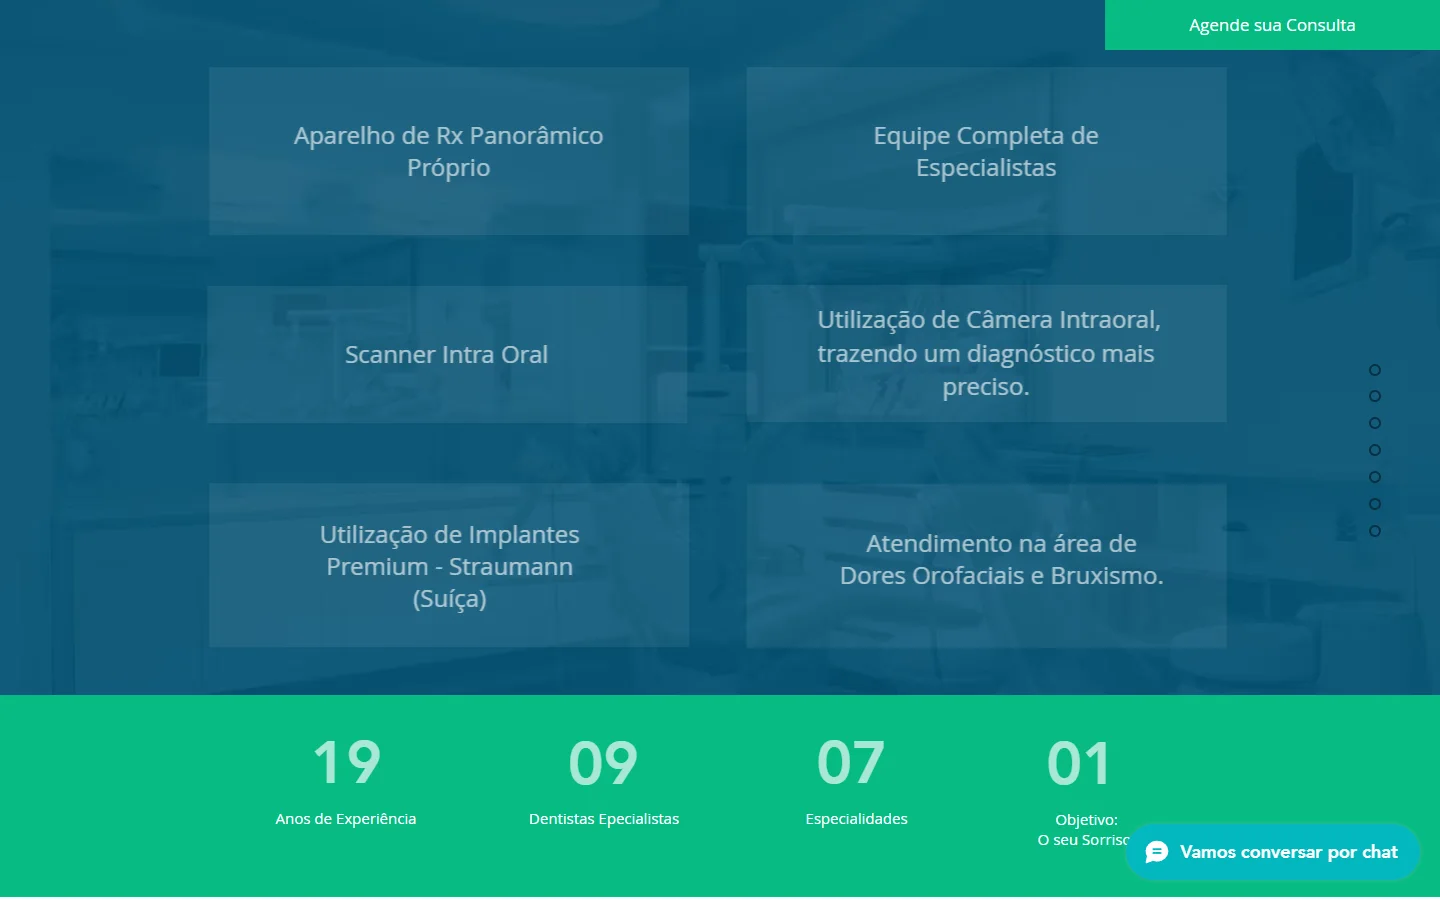 Agende sua Consulta
Aparelho de Rx Panorâmico
Próprio
Equipe Completa de
Especialistas
Scanner Intra Oral
Utilização de Câmera Intraoral,
trazendo um diagnóstico mais
preciso.
Utilização de Implantes
Premium - Straumann
(Suíça)
Atendimento na área de
Dores Orofaciais e Bruxismo.
19
Anos de Experiência
09
Dentistas Epecialistas
07
Especialidades
01
Objetivo:
O seu Sorriso
Vamos conversar por chat